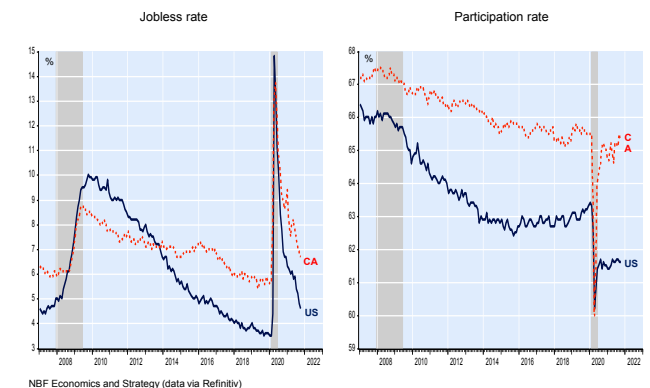 Jobless rate
15
%
14
13
12
11
10
9
8
7
6
5
4
3
CA
US
2008 2010 2012 2014 2016 2018 2020 2022
Participation rate
68
%
67
66
65
64
63
62
61
60
59
C
A
US
2008 2010 2012 2014 2016 2018 2020 2022
NBF Economics and Strategy (data via Refinitiv)